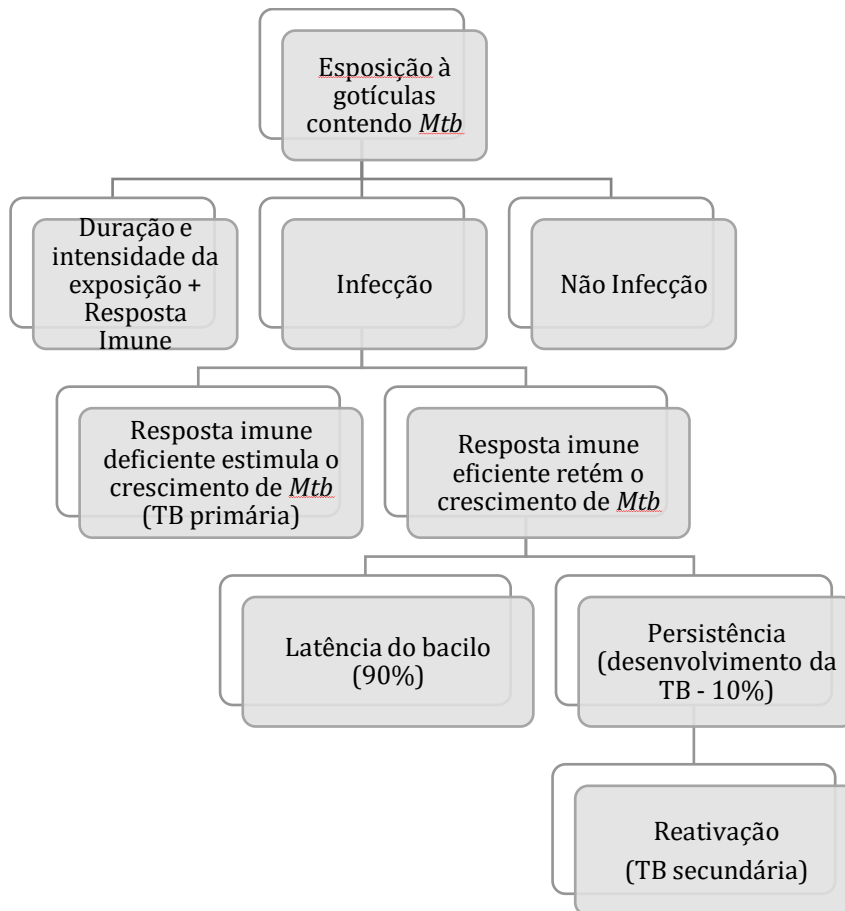 Esposição à
gotículas
contendo Mtb
Duração e
intensidade da
exposição +
Resposta
Imune
Infecção
Não Infecção
Resposta imune
deficiente estimula o
crescimento de Mtb
(TB primária)
Resposta imune
eficiente retém o
crescimento de Mtb
Latência do bacilo
(90%)
Persistência
(desenvolvimento da
TB - 10%)
Reativação
(TB secundária)